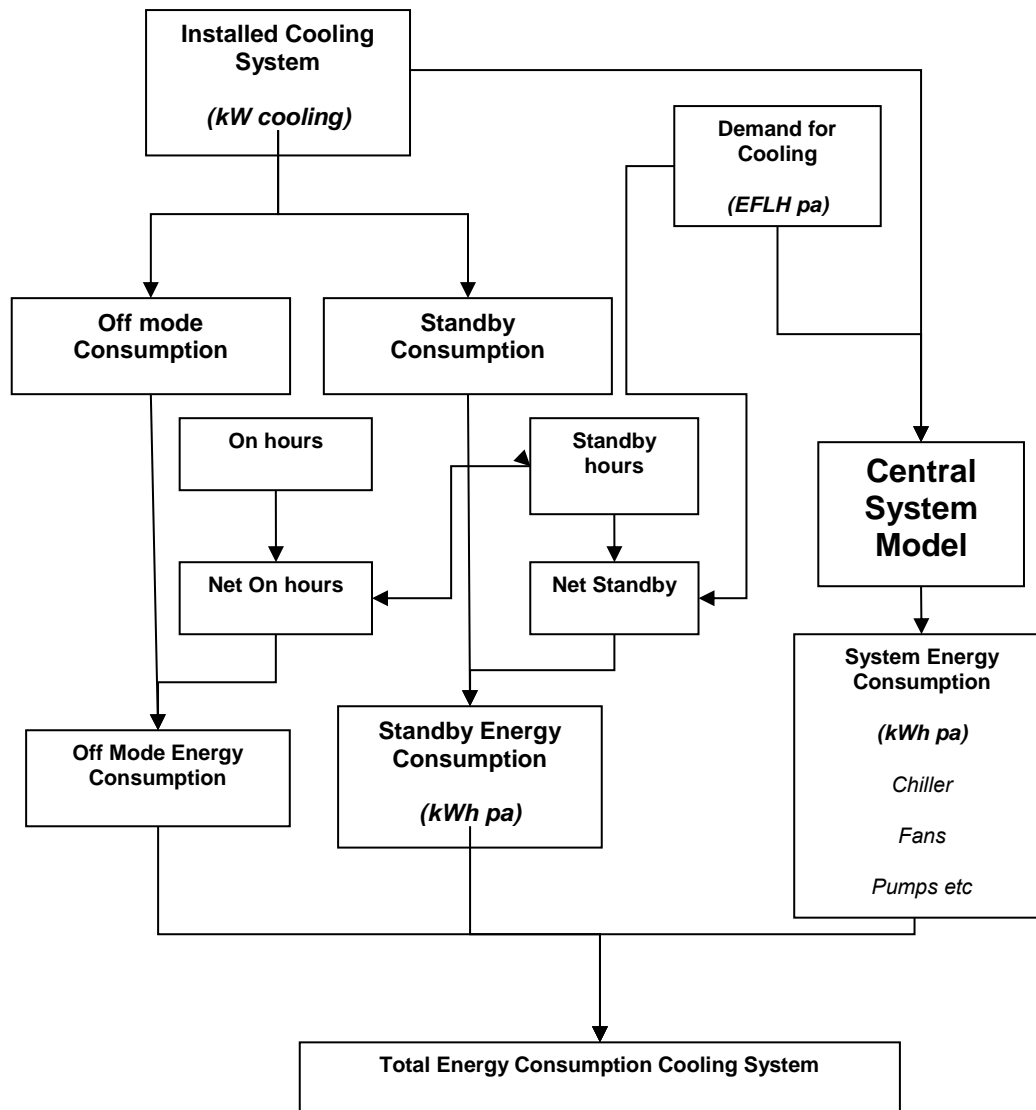 Installed Cooling
System
(kW cooling)
Demand for
Cooling
(EFLH pa)
Off mode
Consumption
Standby
Consumption
On hours
Standby
hours
Central
System
Model
Net On hours
Net Standby
System Energy
Consumption
(kWh pa)
Chiller
Fans
Pumps etc
Off Mode Energy
Consumption
Standby Energy
Consumption
(kWh pa)
Total Energy Consumption Cooling System